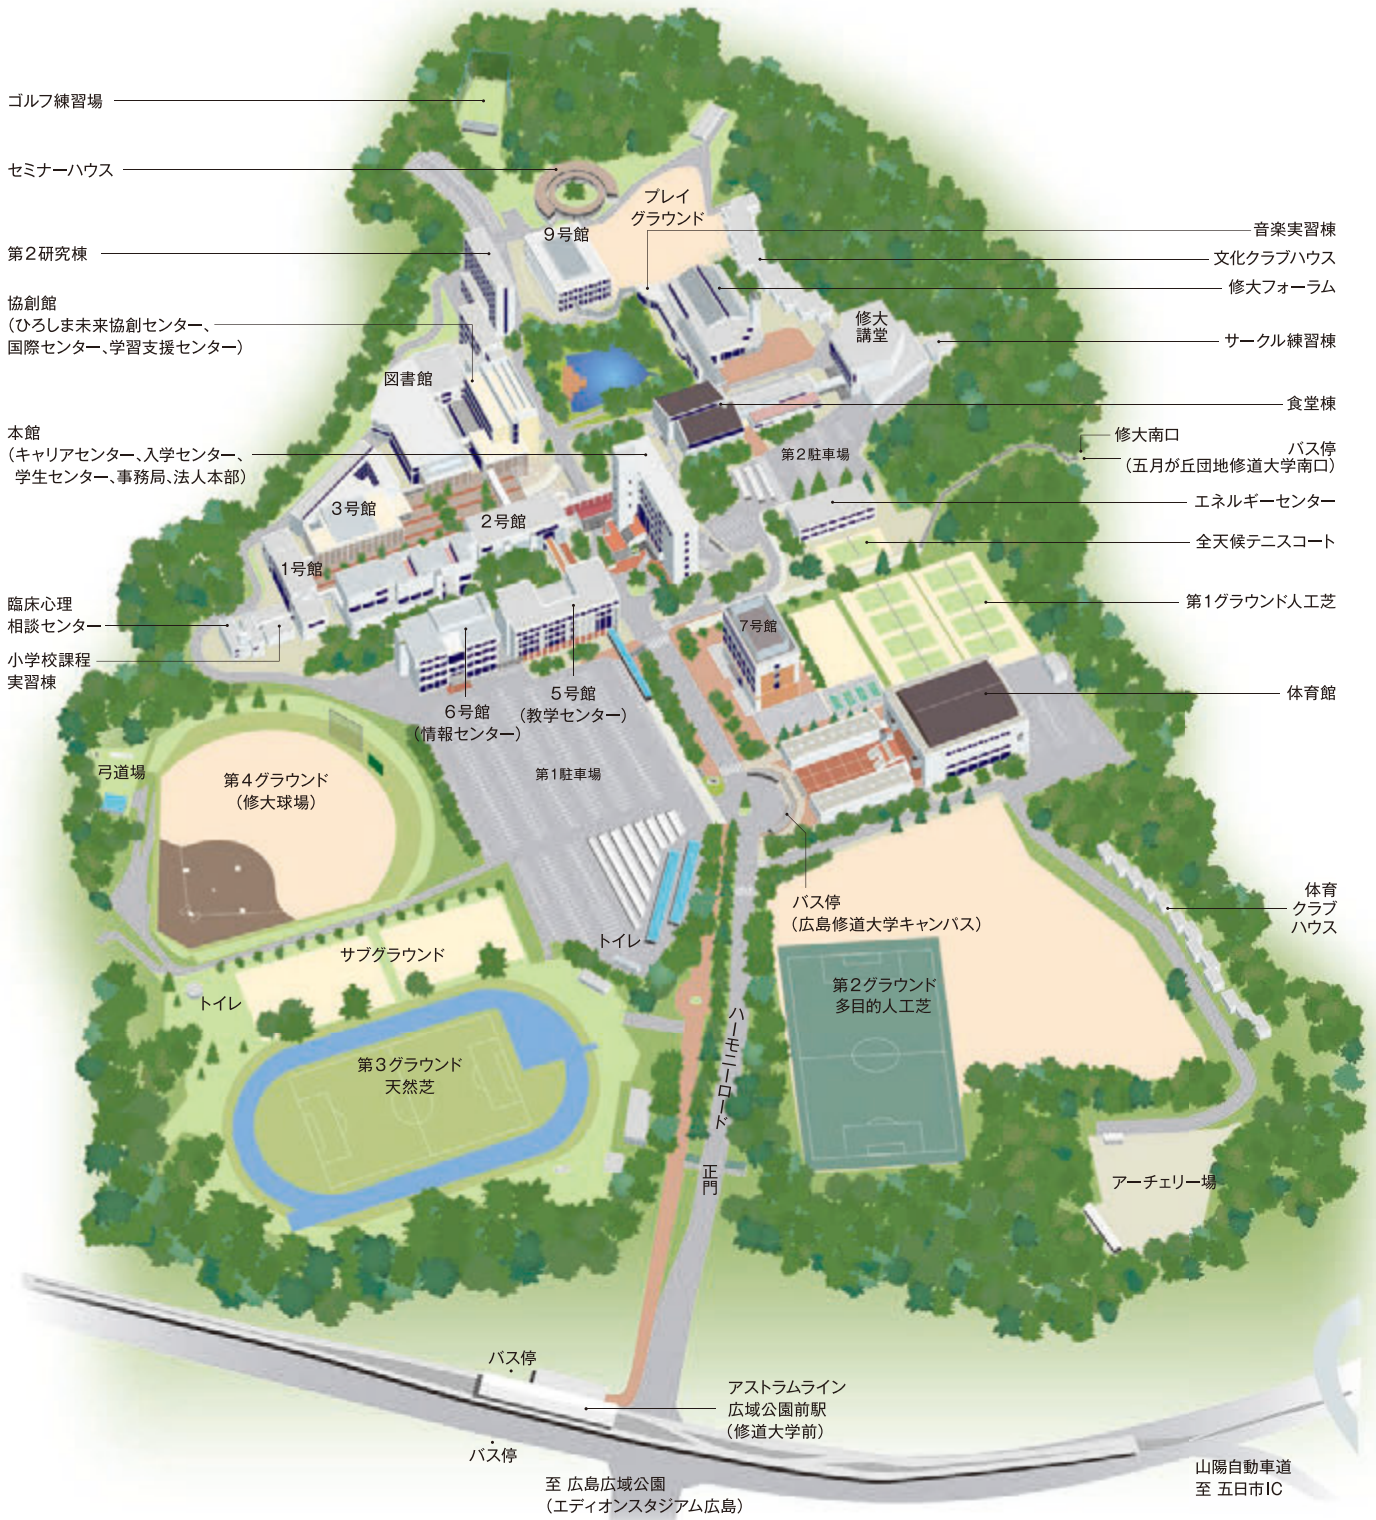 ゴルフ練習場
セミナーハウス
第2研究棟
協創館
(ひろしま未来協創センター、
国際センター、学習支援センター)
本館
(キャリアセンター、入学センター、
学生センター、事務局、法人本部)
臨床心理
相談センター
小学校課程
実習棟
プレイ
グラウンド
9号館
図書館
3号館
2号館
1号館
修大
講堂
第2駐車場
7号館
5号館
(教学センター)
6号館
(情報センター)
第1駐車場
音楽実習棟
文化クラブハウス
修大フォーラム
サークル練習棟
食堂棟
修大南口
バス停
(五月が丘団地修道大学南口)
エネルギーセンター
全天候テニスコート
第1グラウンド人工芝
体育館
弓道場
第4グラウンド
(修大球場)
サブグラウンド
トイレ
トイレ
第3グラウンド
天然芝
バス停
(広島修道大学キャンパス)
第2グラウンド
多目的人工芝
体育
クラブ
ハウス
ハーモニーロード
正門
アーチェリー場
バス停
バス停
アストラムライン
広域公園前駅
(修道大学前)
至 広島広域公園
(エディオンスタジアム広島)
山陽自動車道
至 五日市IC